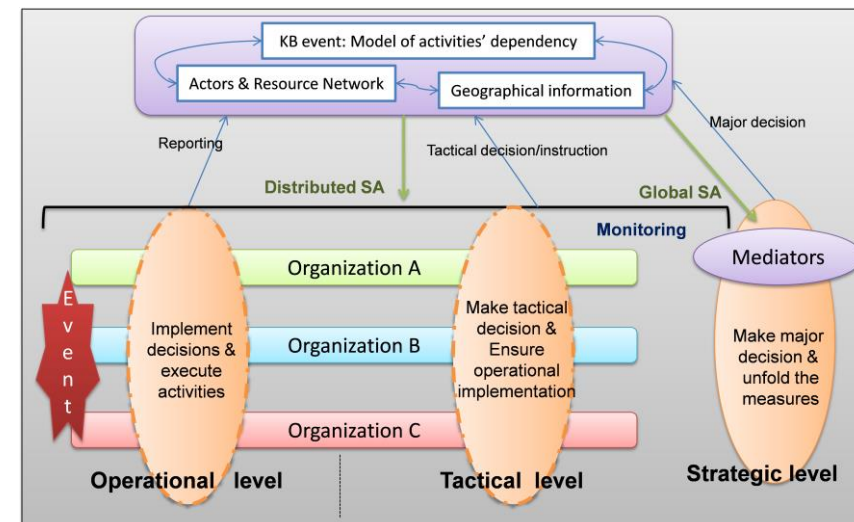 KB event: Model of activities' dependency
Actors & Resource Network
Geographical information
Reporting
Tactical decision/instruction
Major decision
Distributed SA
Global SA
Monitoring
Mediators
Organization A
Organization B
Organization C
Event
Implement
decisions &
execute
activities
Make tactical
decision &
Ensure
operational
implementation
Make major
decision &
unfold the
measures
Operational level
Tactical level
Strategic level